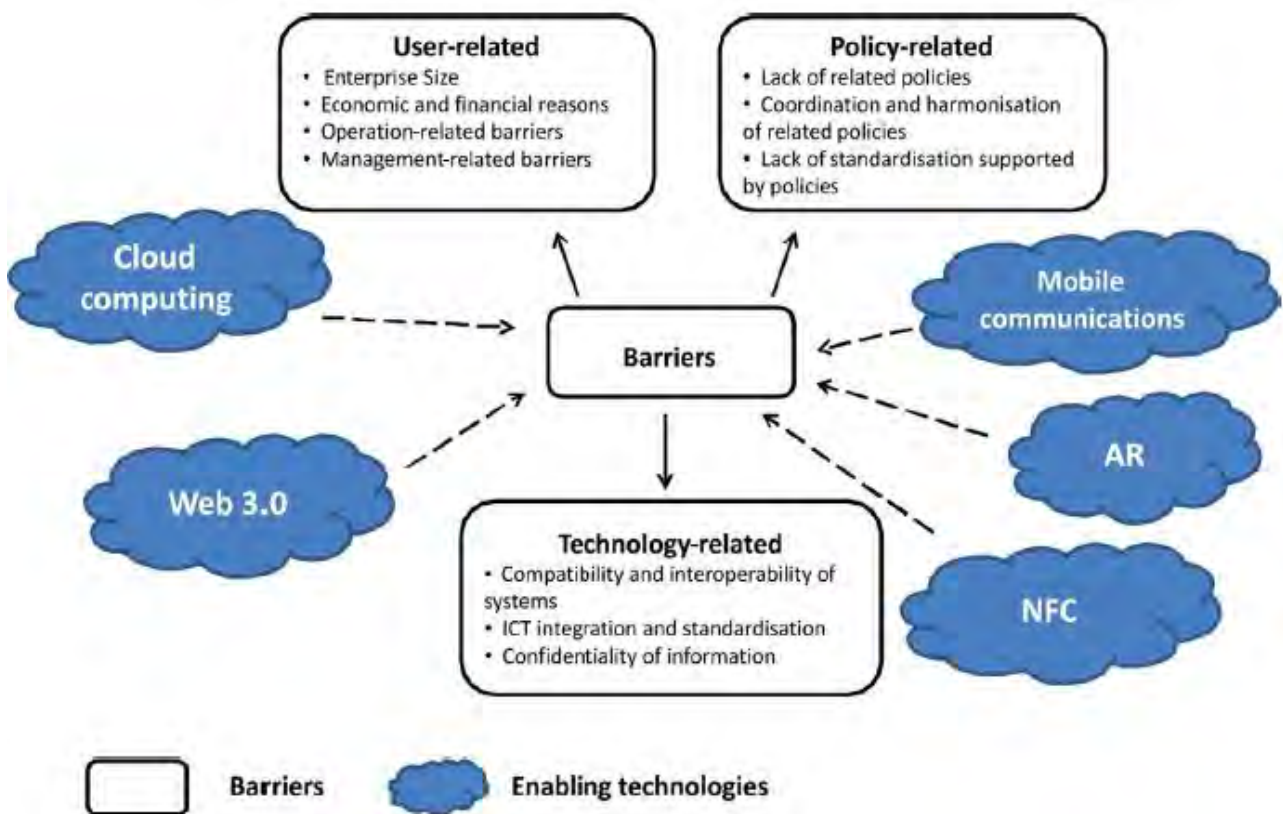 User-related
• Enterprise Size
• Economic and financial reasons
• Operation-related barriers
• Management-related barriers
Policy-related
• Lack of related policies
• Coordination and harmonisation
of related policies
• Lack of standardisation supported
by policies
Cloud
computing
Mobile
communications
Barriers
AR
Web 3.0
Technology-related
• Compatibility and interoperability of
systems
• ICT integration and standardisation
• Confidentiality of information
NFC
Barriers
Enabling technologies